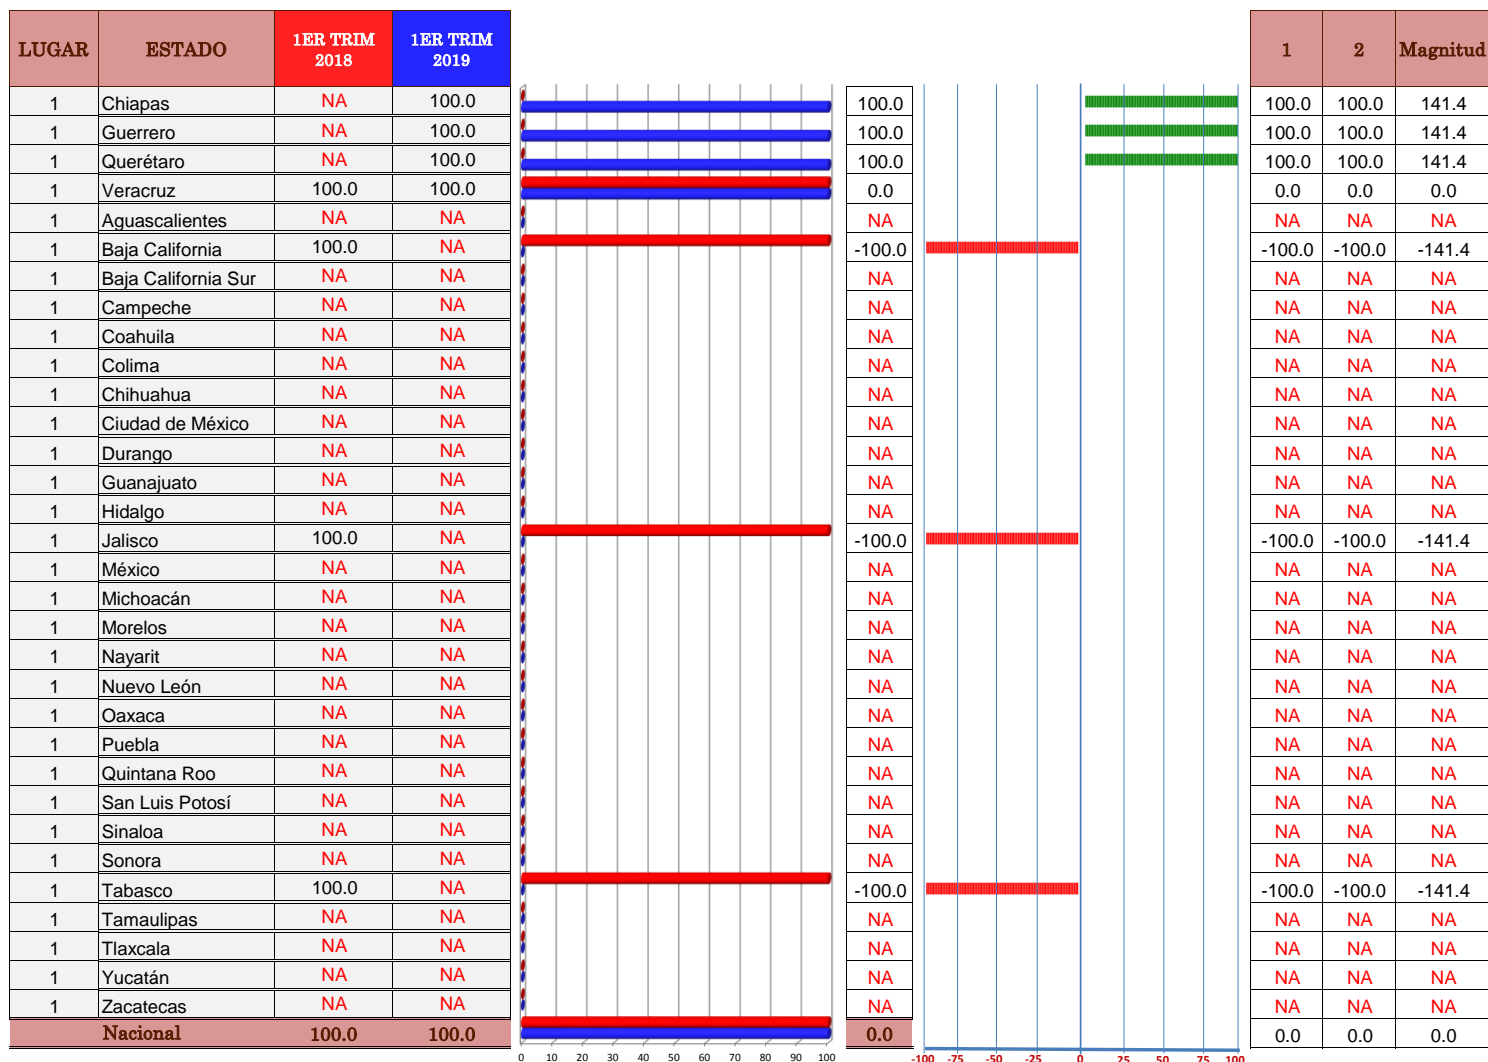 LUGAR ESTADO 1ER TRIM 2018 1ER TRIM 2019 1 2 Magnitud
1 Chiapas NA 100.0 100.0 100.0 100.0 141.4
1 Guerrero NA 100.0 100.0 100.0 100.0 141.4
1 Querétaro NA 100.0 100.0 100.0 100.0 141.4
1 Veracruz 100.0 100.0 0.0 0.0 0.0 0.0
1 Aguascalientes NA NA NA NA NA NA
1 Baja California 100.0 NA -100.0 -100.0 -100.0 -141.4
1 Baja California Sur NA NA NA NA NA NA
1 Campeche NA NA NA NA NA NA
1 Coahuila NA NA NA NA NA NA
1 Colima NA NA NA NA NA NA
1 Chihuahua NA NA NA NA NA NA
1 Ciudad de México NA NA NA NA NA NA
1 Durango NA NA NA NA NA NA
1 Guanajuato NA NA NA NA NA NA
1 Hidalgo NA NA NA NA NA NA
1 Jalisco 100.0 NA -100.0 -100.0 -100.0 -141.4
1 México NA NA NA NA NA NA
1 Michoacán NA NA NA NA NA NA
1 Morelos NA NA NA NA NA NA
1 Nayarit NA NA NA NA NA NA
1 Nuevo León NA NA NA NA NA NA
1 Oaxaca NA NA NA NA NA NA
1 Puebla NA NA NA NA NA NA
1 Quintana Roo NA NA NA NA NA NA
1 San Luis Potosí NA NA NA NA NA NA
1 Sinaloa NA NA NA NA NA NA
1 Sonora NA NA NA NA NA NA
1 Tabasco 100.0 NA -100.0 -100.0 -100.0 -141.4
1 Tamaulipas NA NA NA NA NA NA
1 Tlaxcala NA NA NA NA NA NA
1 Yucatán NA NA NA NA NA NA
1 Zacatecas NA NA NA NA NA NA
Nacional 100.0 100.0 0.0 0.0 0.0 0.0
0 10 20 30 40 50 60 70 80 90 100 -100 -75 -50 -25 0 25 50 75 100